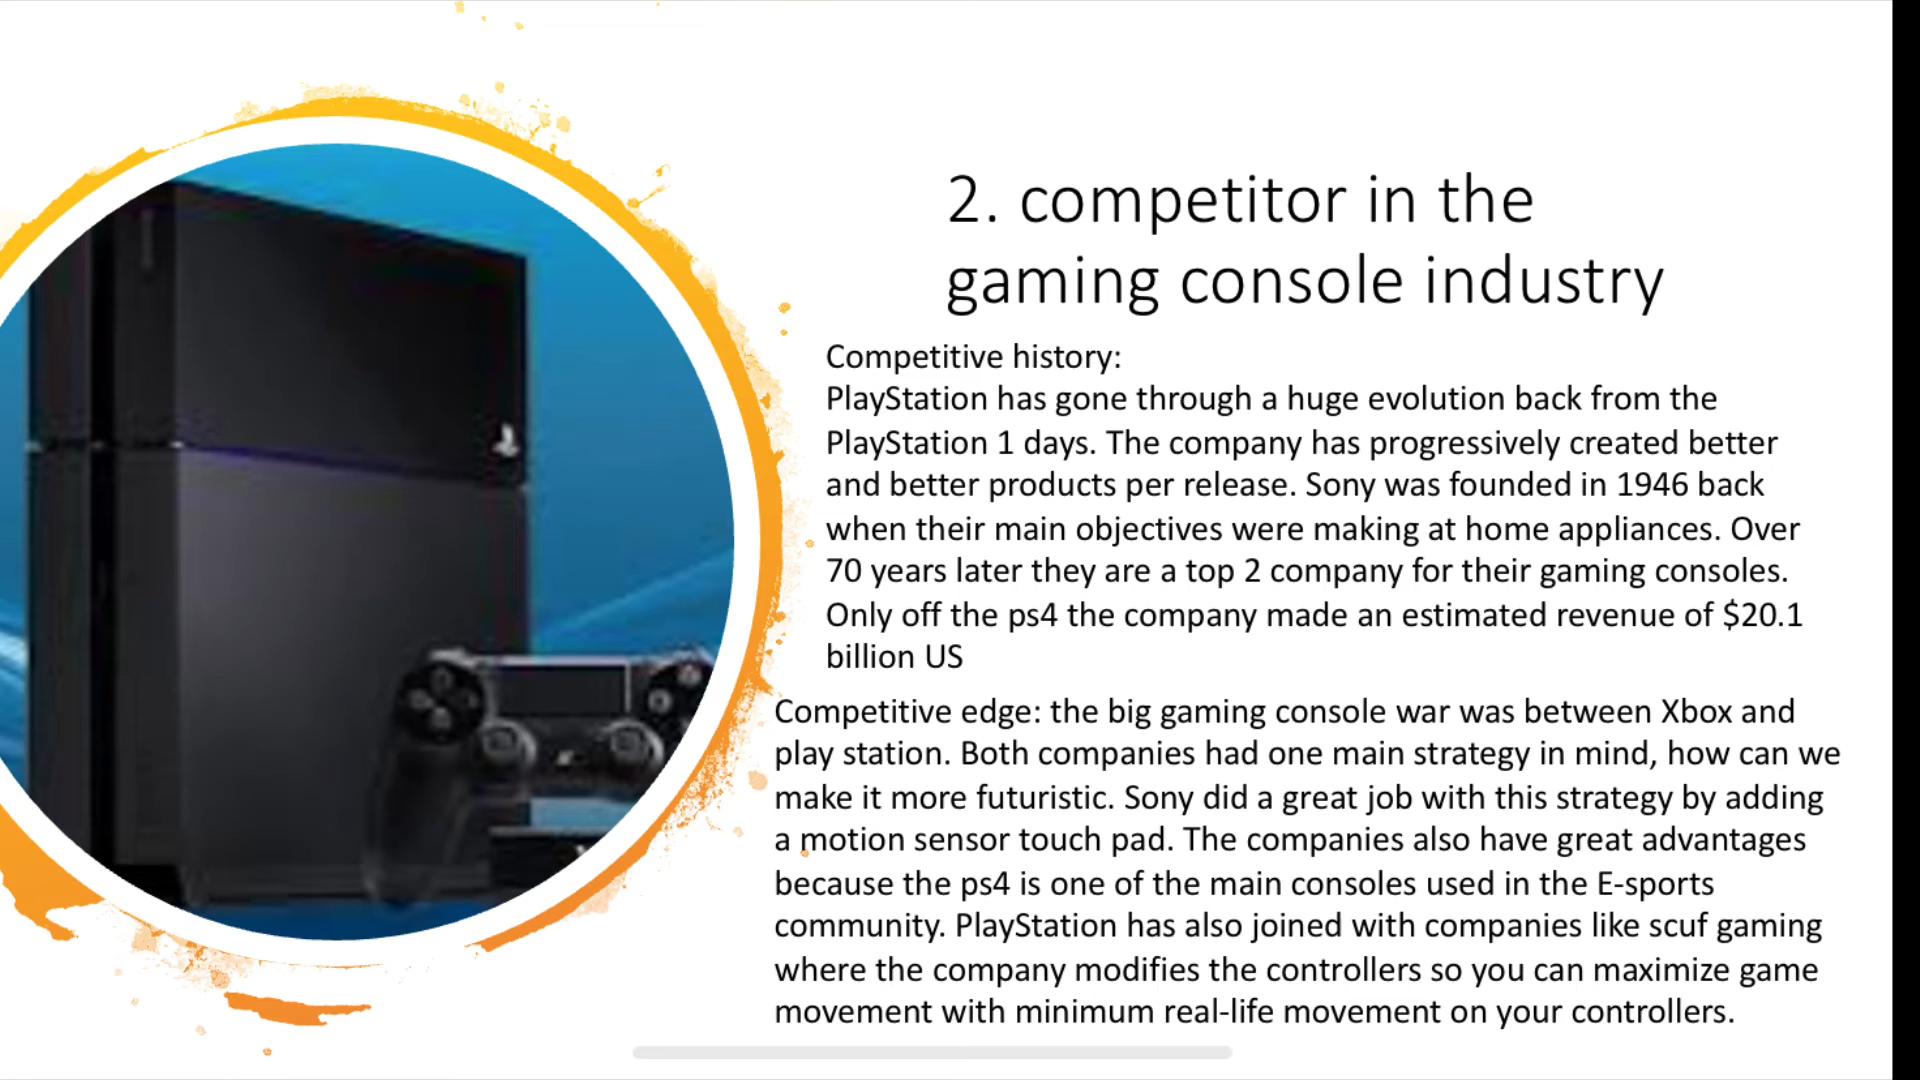 2. competitor in the
gaming console industry
Competitive history:
PlayStation has gone through a huge evolution back from the
PlayStation 1 days. The company has progressively created better
and better products per release. Sony was founded in 1946 back
when their main objectives were making at home appliances. Over
70 years later they are a top 2 company for their gaming consoles.
Only off the ps4 the company made an estimated revenue of $20.1
billion US
Competitive edge: the big gaming console war was between Xbox and
play station. Both companies had one main strategy in mind, how can we
make it more futuristic. Sony did a great job with this strategy by adding
a motion sensor touch pad. The companies also have great advantages
because the ps4 is one of the main consoles used in the E-sports
community. PlayStation has also joined with companies like scuf gaming
where the company modifies the controllers so you can maximize game
movement with minimum real-life movement on your controllers.